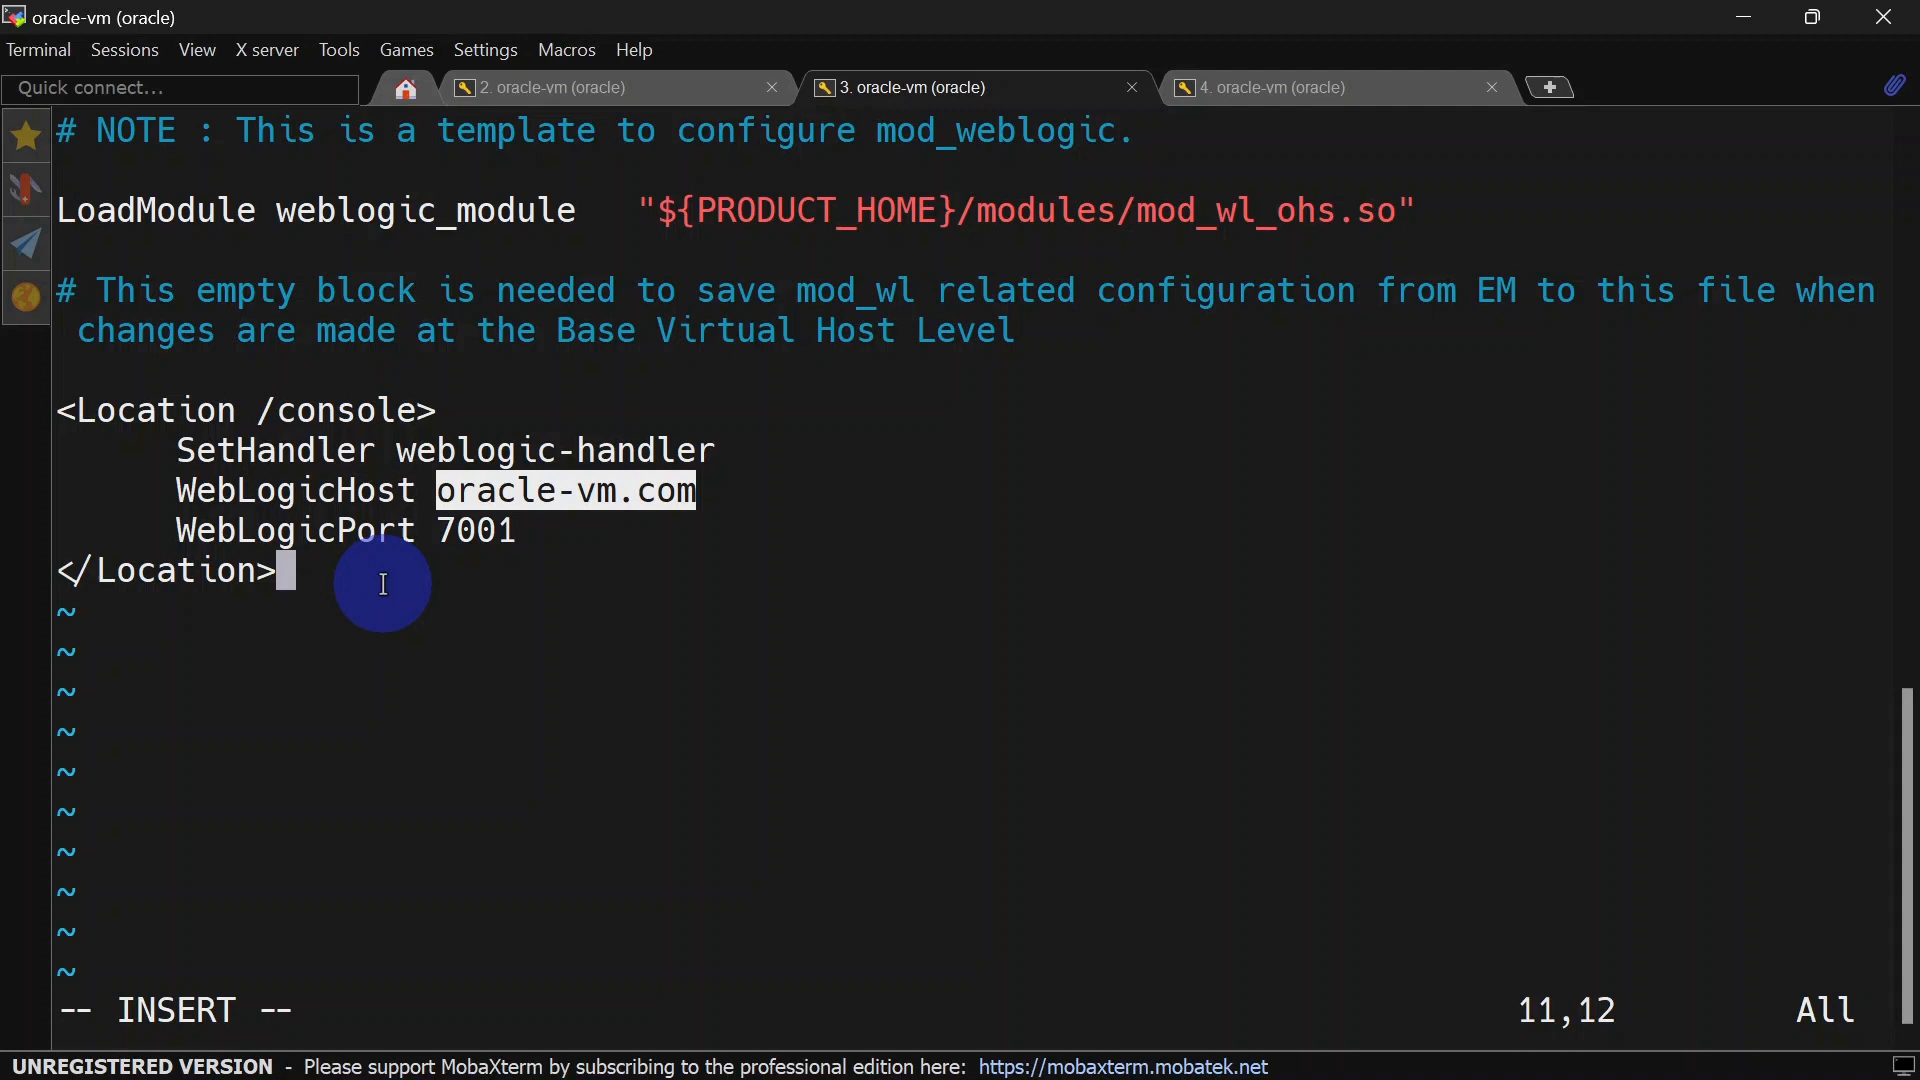 oracle-vm (oracle)
Terminal Sessions View X server Tools Games Settings Macros Help
Quick connect...
2. oracle-vm (oracle)
3. oracle-vm (oracle)
4. oracle-vm (oracle)
# NOTE : This is a template to configure mod_weblogic.
LoadModule weblogic_module "${PRODUCT_HOME}/modules/mod_wl_ohs.so"
# This empty block is needed to save mod_wl related configuration from EM to this file when
changes are made at the Base Virtual Host Level
<Location /console>
SetHandler weblogic-handler
WebLogicHost oracle-vm.com
WebLogicPort 7001
</Location>
~
~
~
~
~
~
~
~
~
~
-- INSERT -- 11,12 All
UNREGISTERED VERSION - Please support MobaXterm by subscribing to the professional edition here: https://mobaxterm.mobatek.net